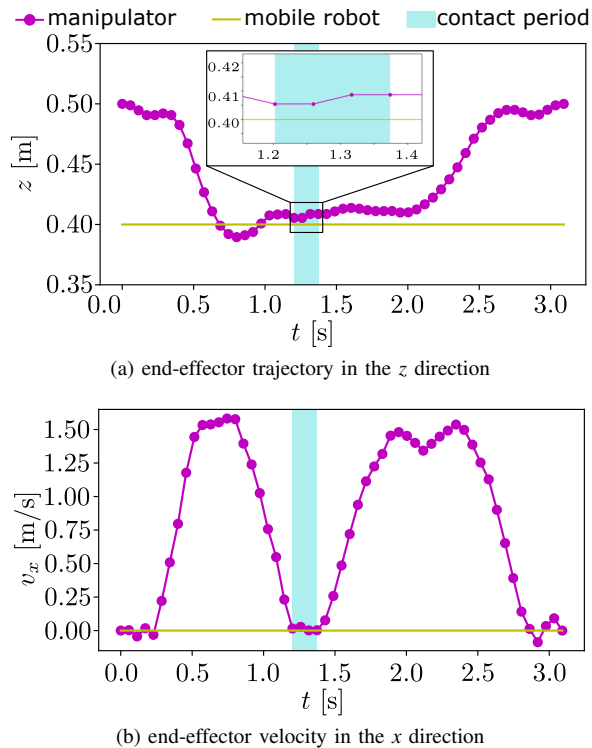 manipulator mobile robot contact period
0.55
0.50
0.45
0.40
0.35
z [m]
0.42
0.41
0.40
1.2 1.3 1.4
0.0 0.5 1.0 1.5 2.0 2.5 3.0
t [s]
(a) end-effector trajectory in the z direction
1.50
1.25
1.00
0.75
0.50
0.25
0.00
v_x [m/s]
0.0 0.5 1.0 1.5 2.0 2.5 3.0
t [s]
(b) end-effector velocity in the x direction